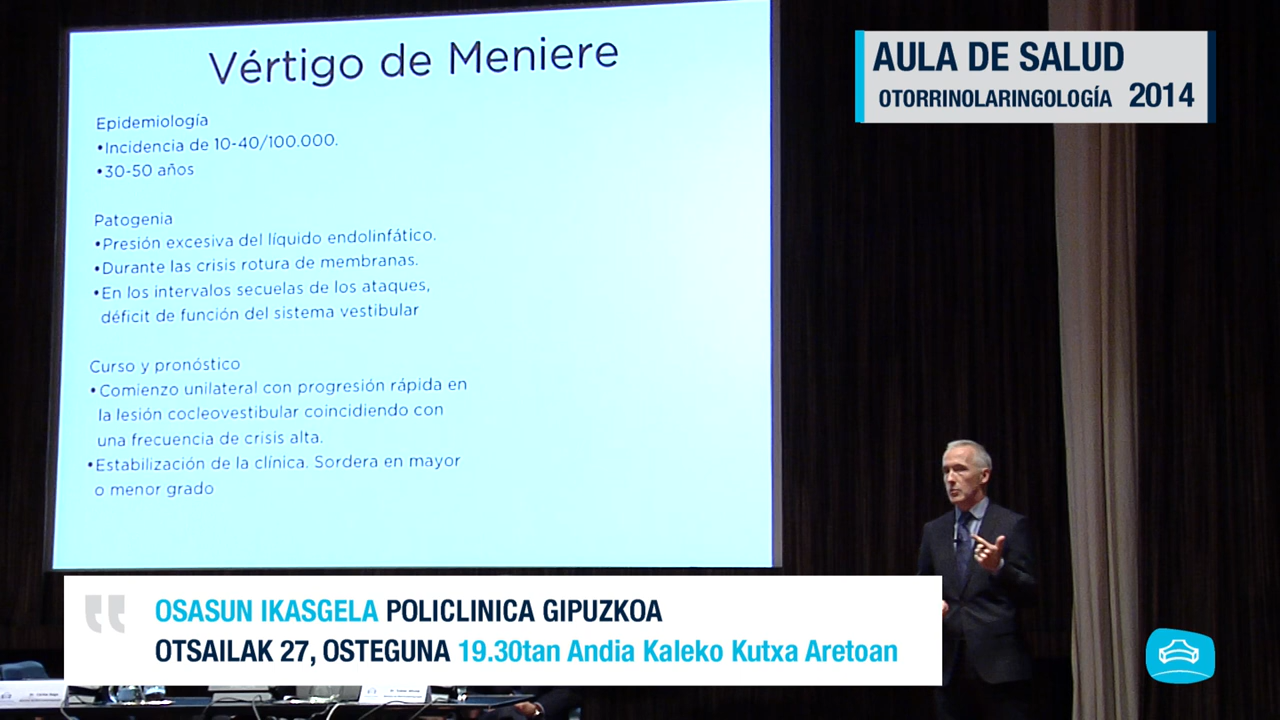 Vértigo de Meniere
Epidemiología
•Incidencia de 10-40/100.000.
•30-50 años
Patogenia
•Presión excesiva del líquido endolinfático.
•Durante las crisis rotura de membranas.
•En los intervalos secuelas de los ataques,
déficit de función del sistema vestibular
Curso y pronóstico
•Comienzo unilateral con progresión rápida en
la lesión cocleovestibular coincidiendo con
una frecuencia de crisis alta.
•Estabilización de la clínica. Sordera en mayor
o menor grado
AULA DE SALUD
OTORRINOLARINGOLOGÍA 2014
OSASUN IKASGELA POLICLINICA GIPUZKOA
OTSAILAK 27, OSTEGUNA 19.30tan Andia Kaleko Kutxa Aretoan